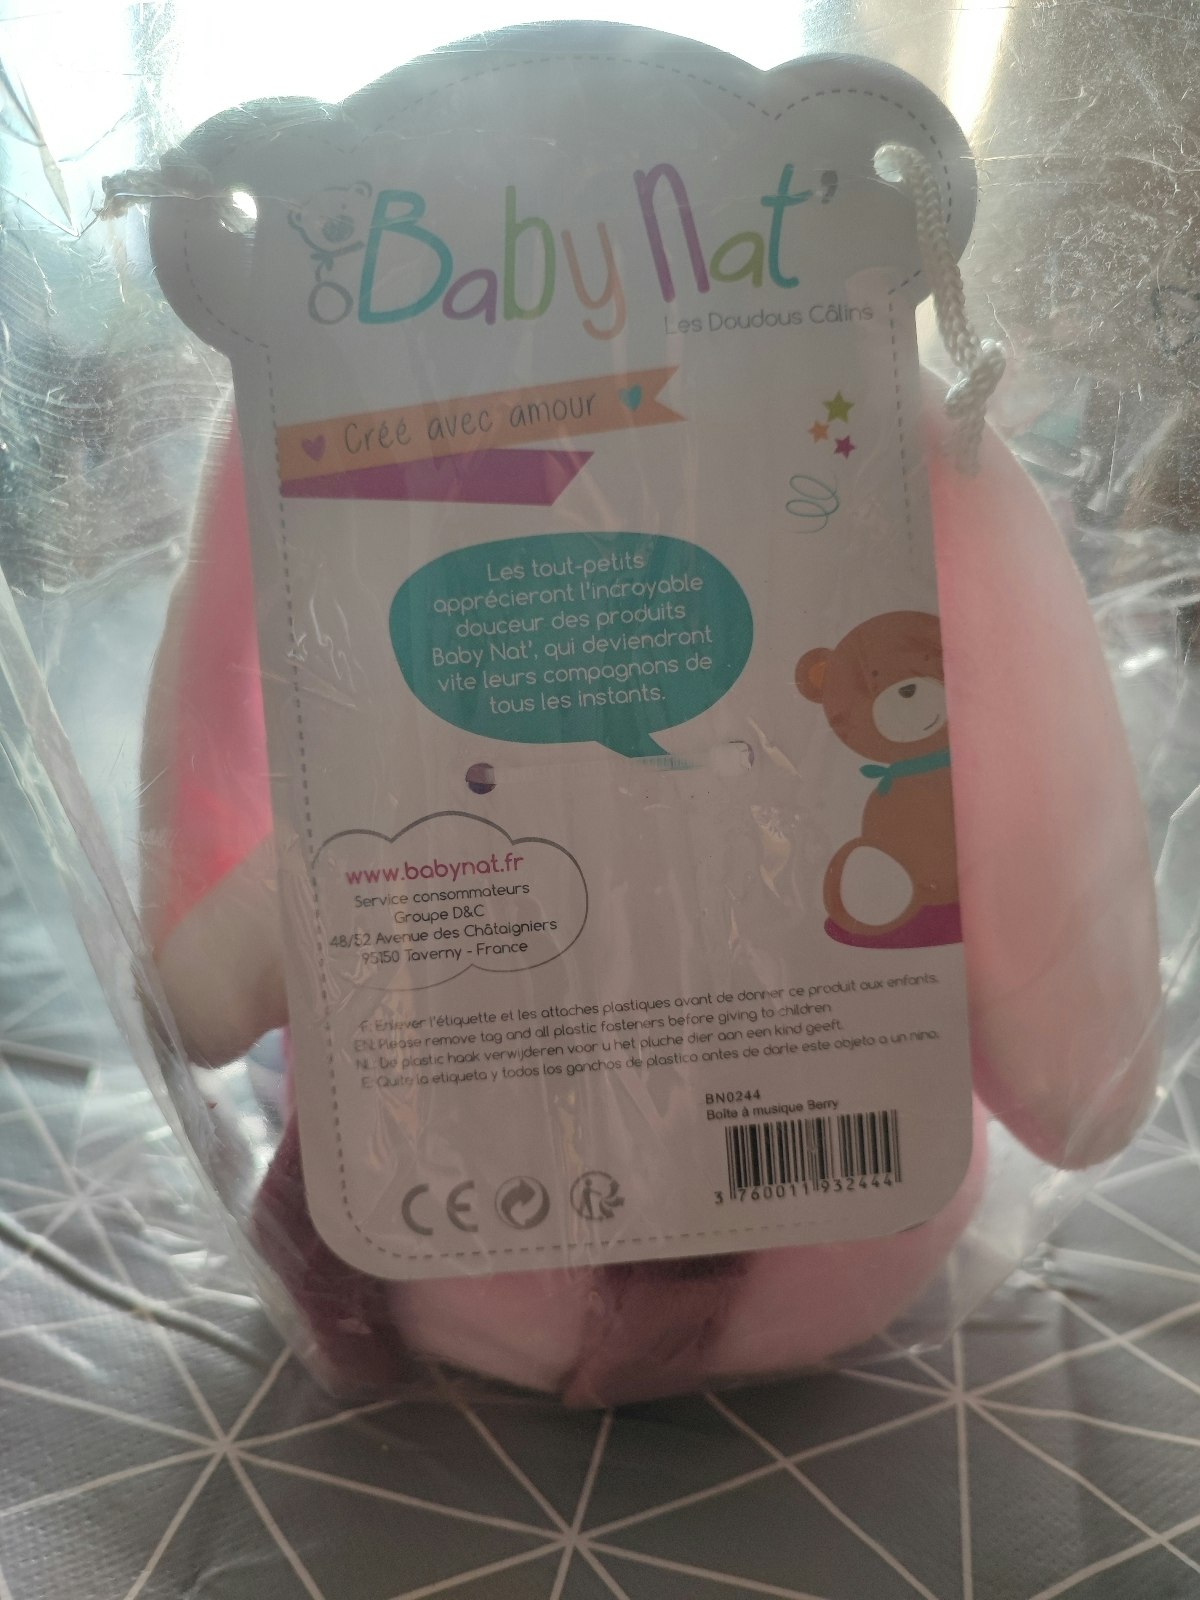 Baby Nat'
Les Doudous Câlins
Créé avec amour
Les tout-petits
apprécieront l'incroyable
douceur des produits
Baby Nat', qui deviendront
vite leurs compagnons de
tous les instants.
www.babynat.fr
Service consommateurs
Groupe D&C
48/52 Avenue des Châtaigniers
95150 Taverny - France
F: Enlever l'étiquette et les attaches plastiques avant de donner ce produit aux enfants.
EN: Please remove tag and all plastic fasteners before giving to children.
NL: De plastic haak verwijderen voor u het pluche dier aan een kind geeft.
E: Quite la etiqueta y todos los ganchos de plastico antes de darle este objeto a un nino.
BN0244
Boîte à musique Berry
3 760011 932444
CE